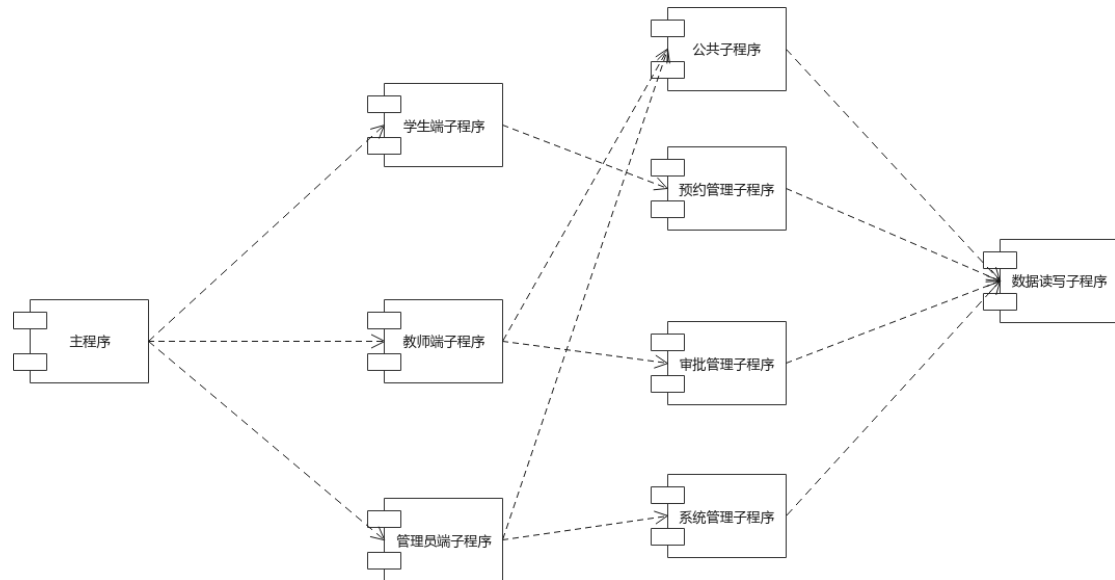 公共子程序
学生端子程序
预约管理子程序
数据读写子程序
主程序
教师端子程序
审批管理子程序
系统管理子程序
管理员端子程序